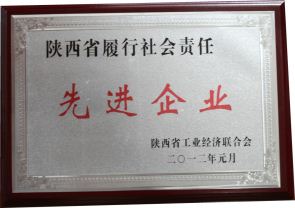 陕西省履行社会责任
先进企业
陕西省工业经济联合会
二〇一二年元月